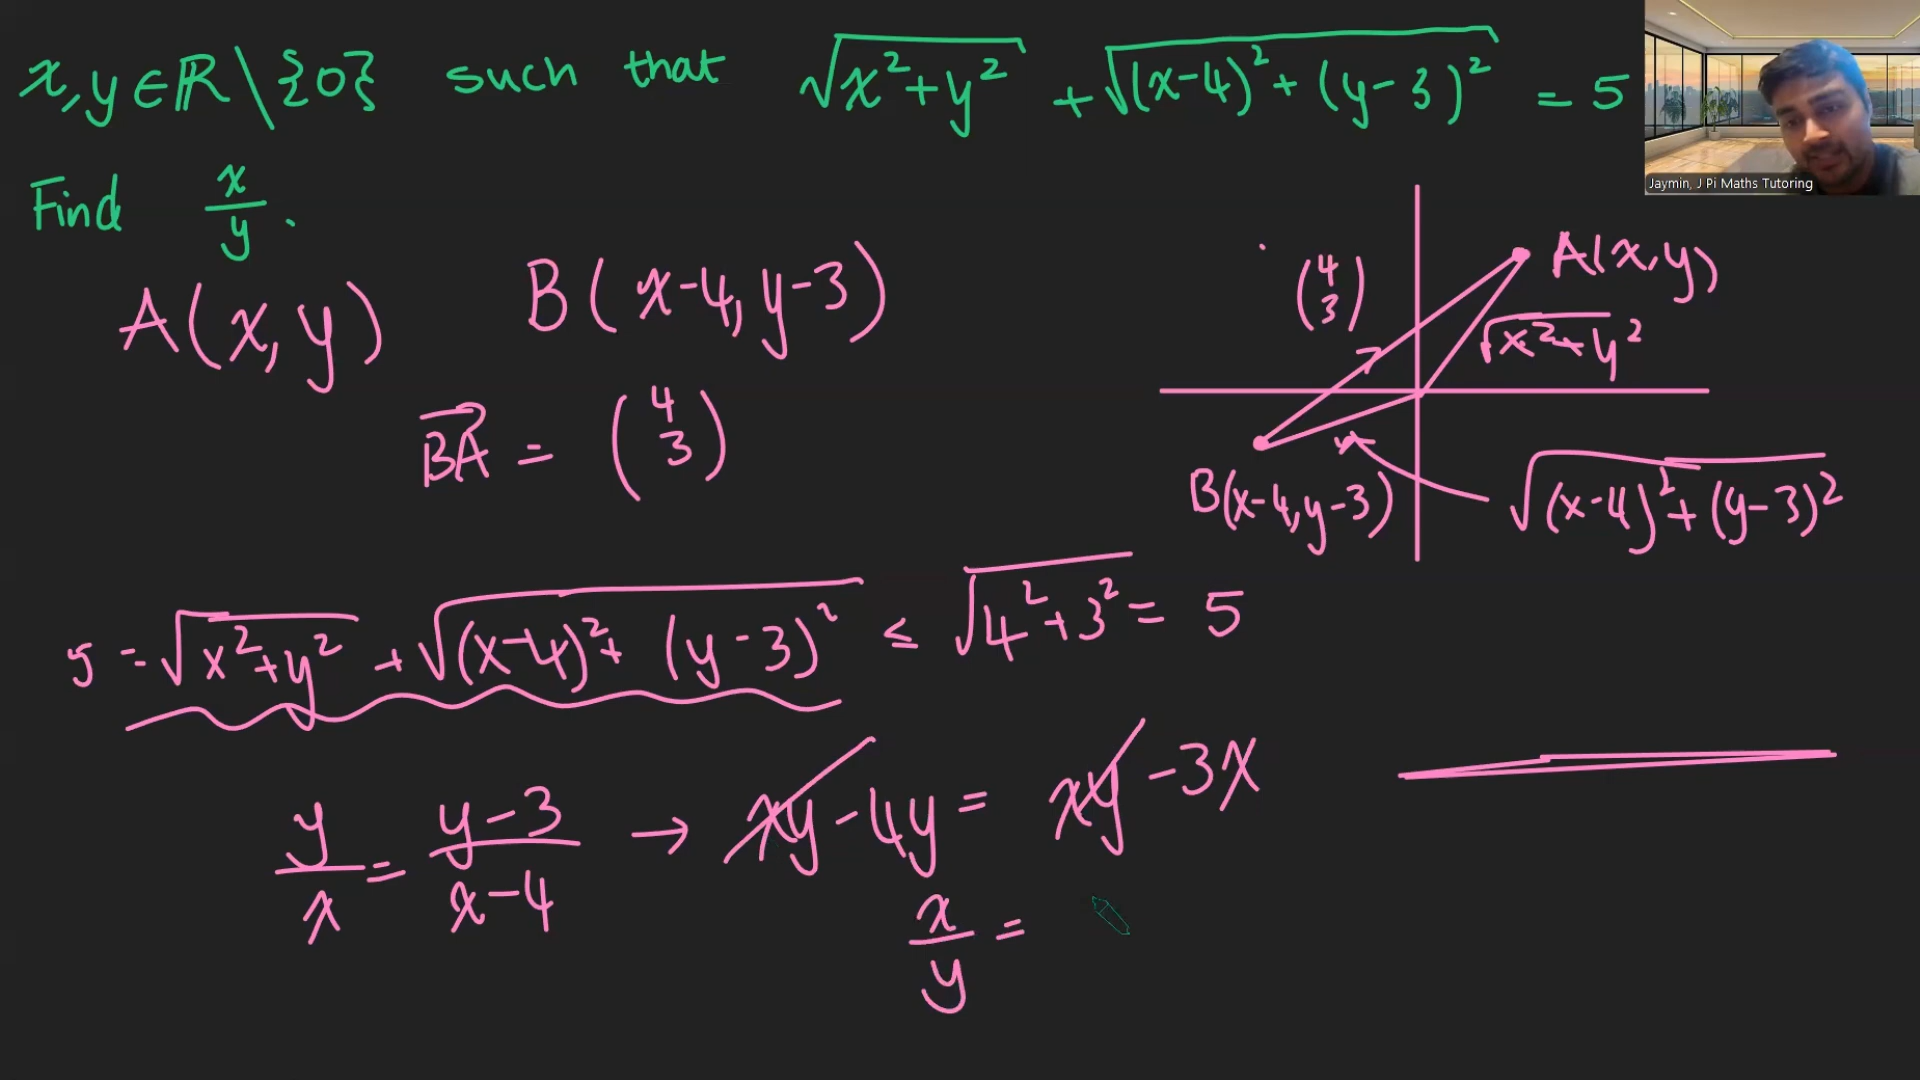 x, y ∈ ℝ \ {0} such that √(x² + y²) + √((x-4)² + (y-3)²) = 5
Jaymin, J Pi Maths Tutoring
Find x/y.
A(x, y) B(x-4, y-3)
(4 3) A(x, y)
√(x² + y²)
BA = (4 3)
B(x-4, y-3) √((x-4)² + (y-3)²)
5 = √(x² + y²) + √((x-4)² + (y-3)²) ≤ √(4² + 3²) = 5
y/x = (y-3)/(x-4) → xy - 4y = xy - 3x
x/y =